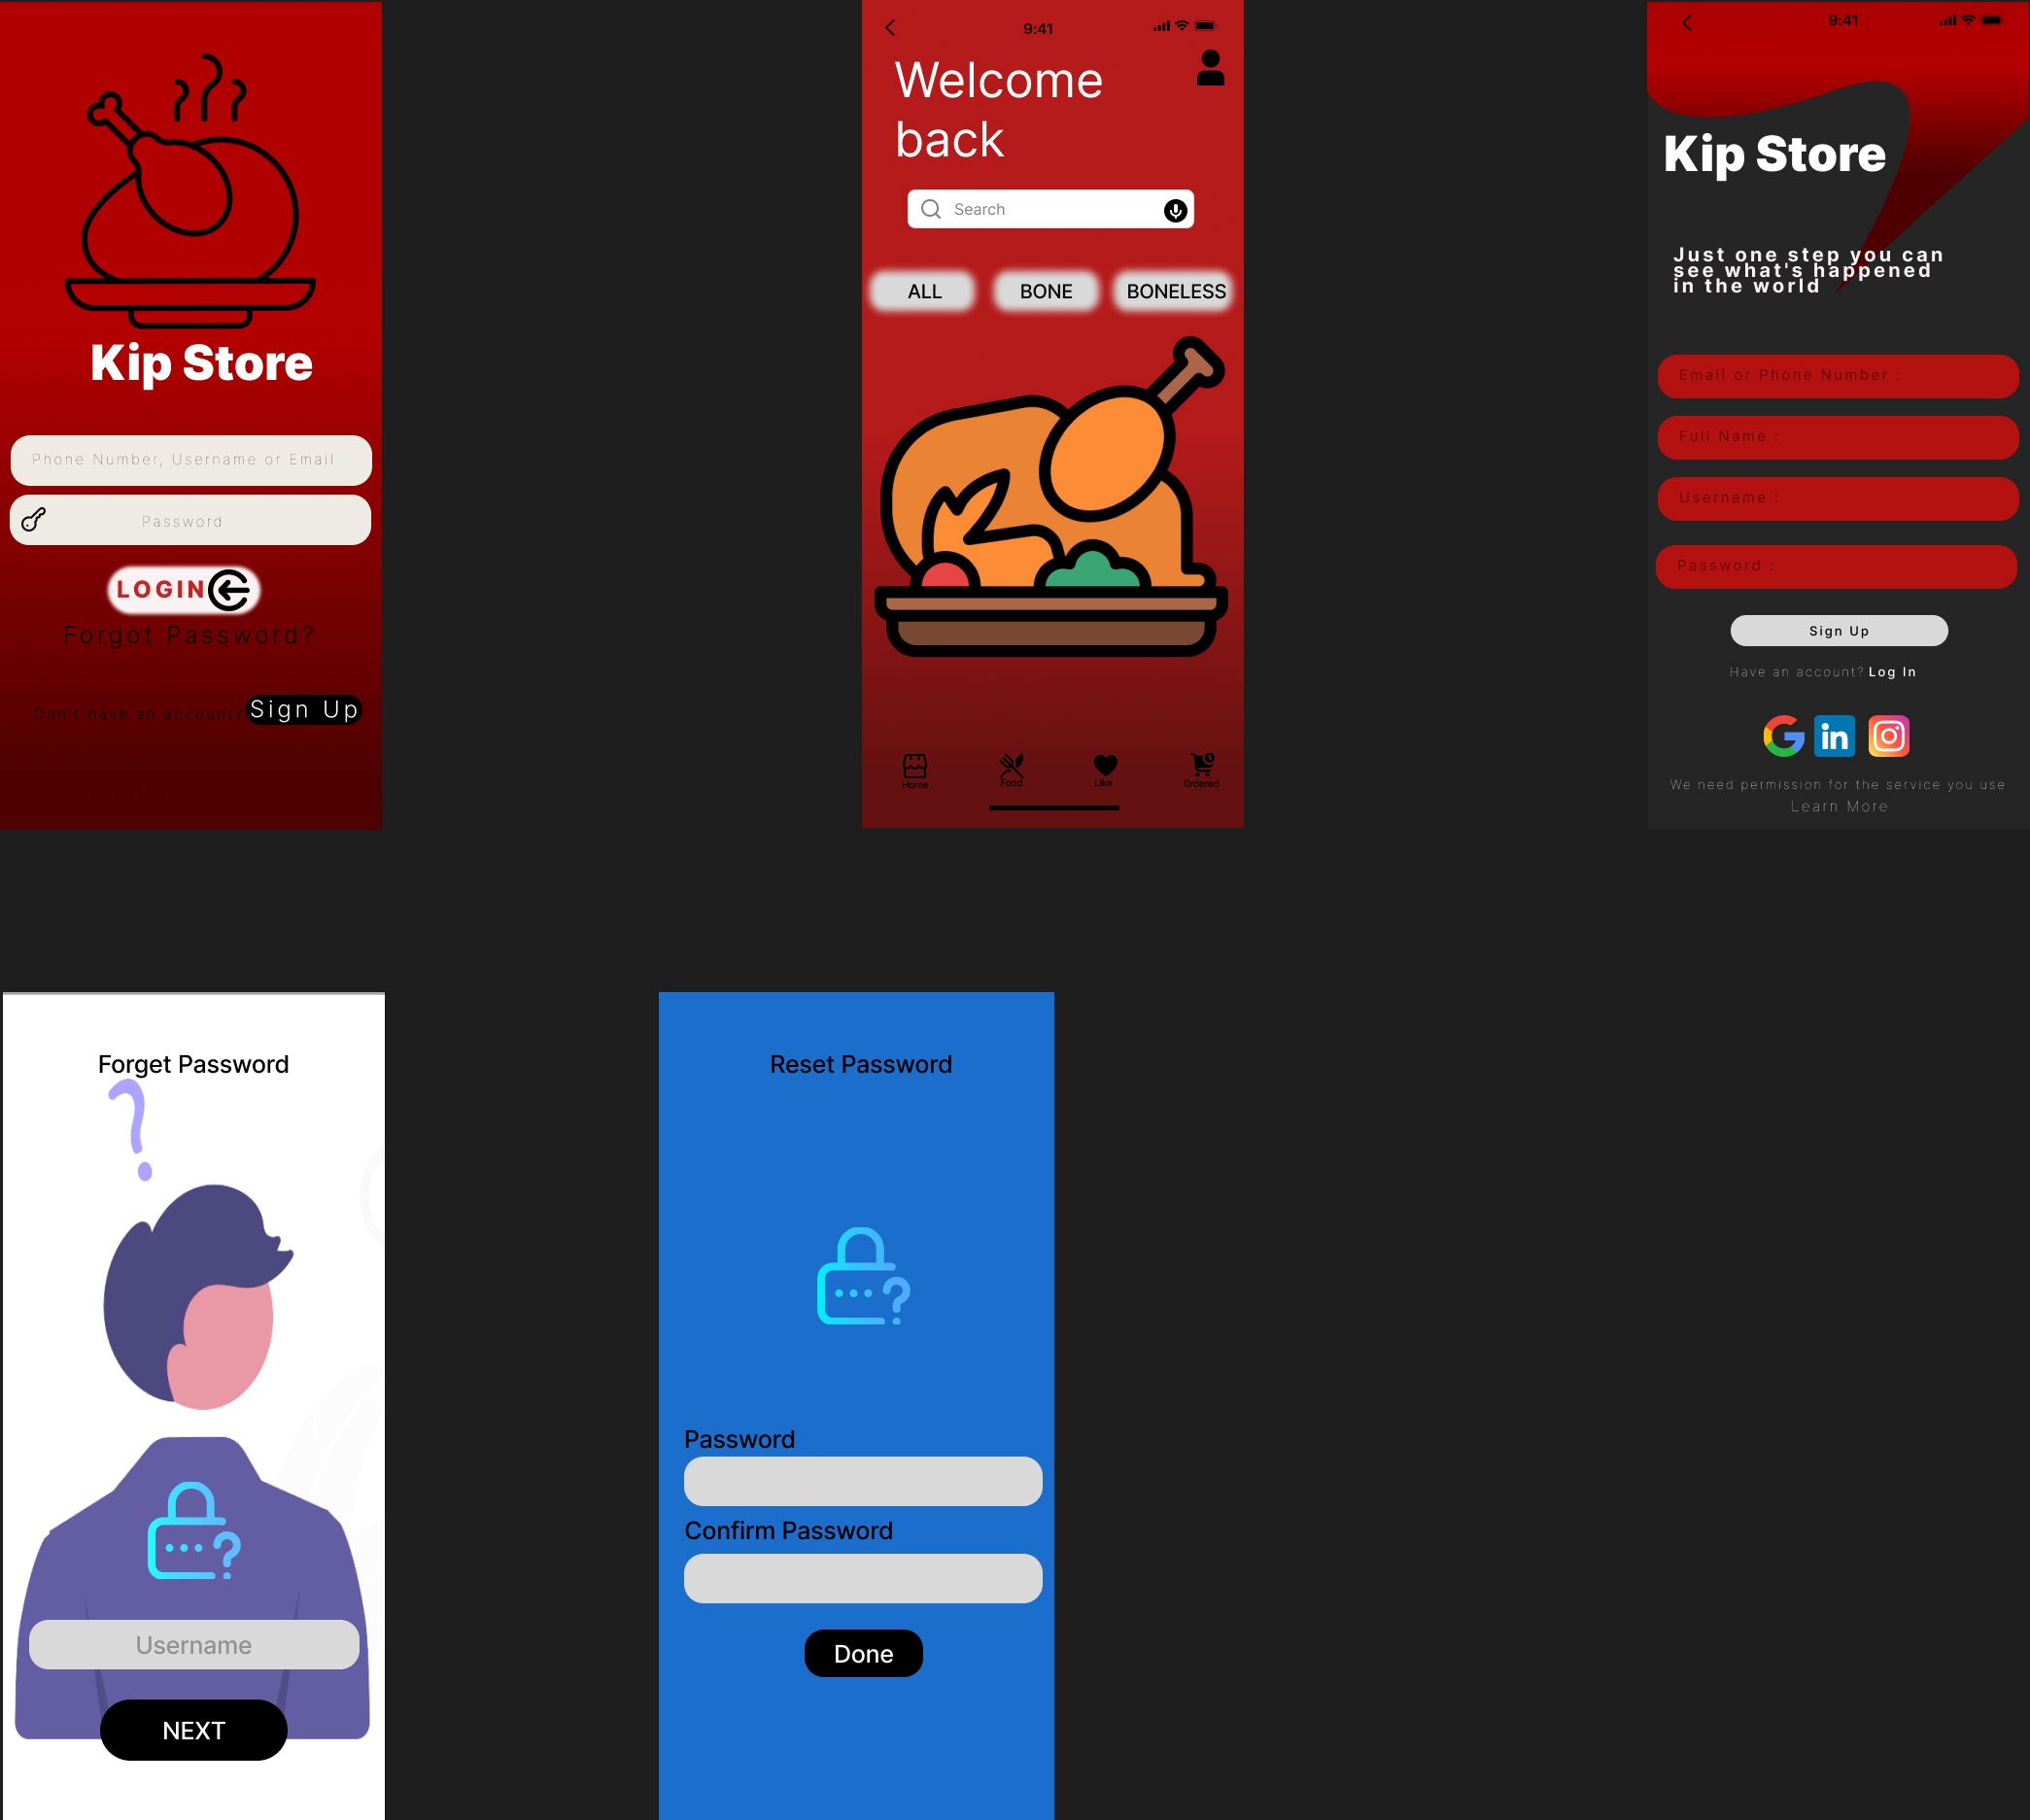 Kip Store
Phone Number, Username or Email
Password
LOGIN
Forgot Password?
Don't have an account? Sign Up
9:41
Welcome
back
Search
ALL BONE BONELESS
Home Food Like Ordered
9:41
Kip Store
Just one step you can
see what's happened
in the world
Email or Phone Number :
Full Name :
Username :
Password :
Sign Up
Have an account? Log In
in
We need permission for the service you use
Learn More
Forget Password
?
?
Username
NEXT
Reset Password
?
Password
Confirm Password
Done